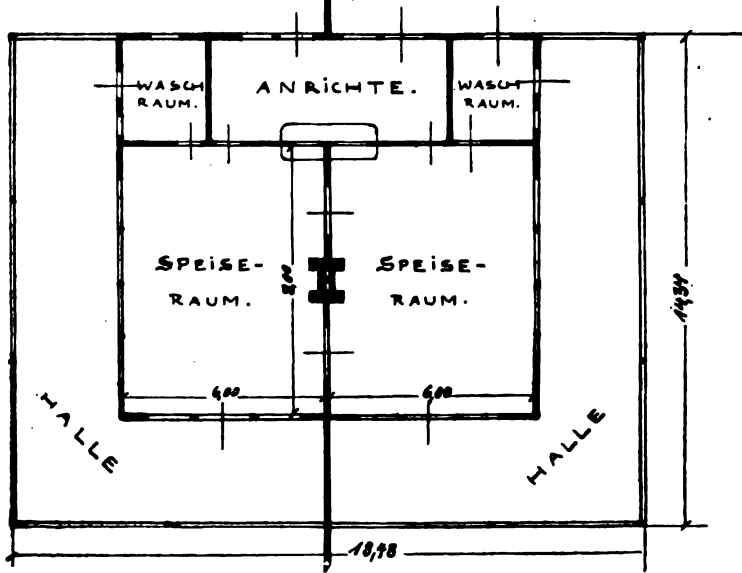 WASCH
RAUM.
ANRICHTE.
WASCH
RAUM.
SPEISE-
RAUM.
8,00
SPEISE-
RAUM.
14,34
6,00
6,00
HALLE
HALLE
18,48